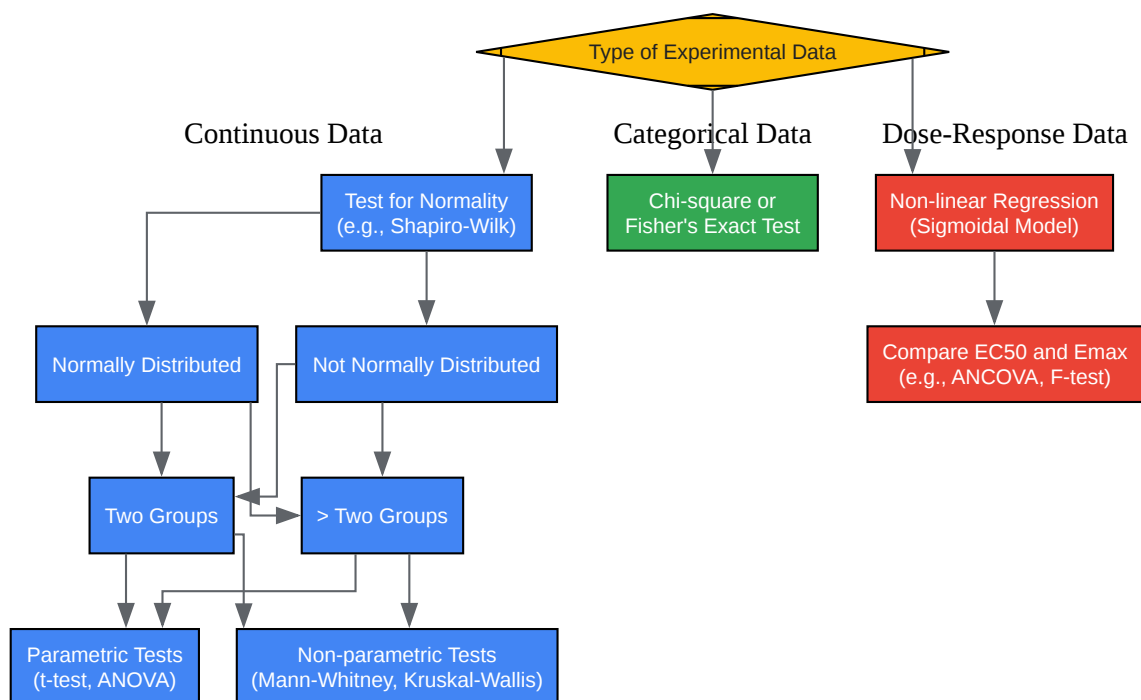 Type of Experimental Data
Continuous Data
Categorical Data
Dose-Response Data
Test for Normality
(e.g., Shapiro-Wilk)
Chi-square or
Fisher's Exact Test
Non-linear Regression
(Sigmoidal Model)
Normally Distributed
Not Normally Distributed
Compare EC50 and Emax
(e.g., ANCOVA, F-test)
Two Groups
> Two Groups
Parametric Tests
(t-test, ANOVA)
Non-parametric Tests
(Mann-Whitney, Kruskal-Wallis)